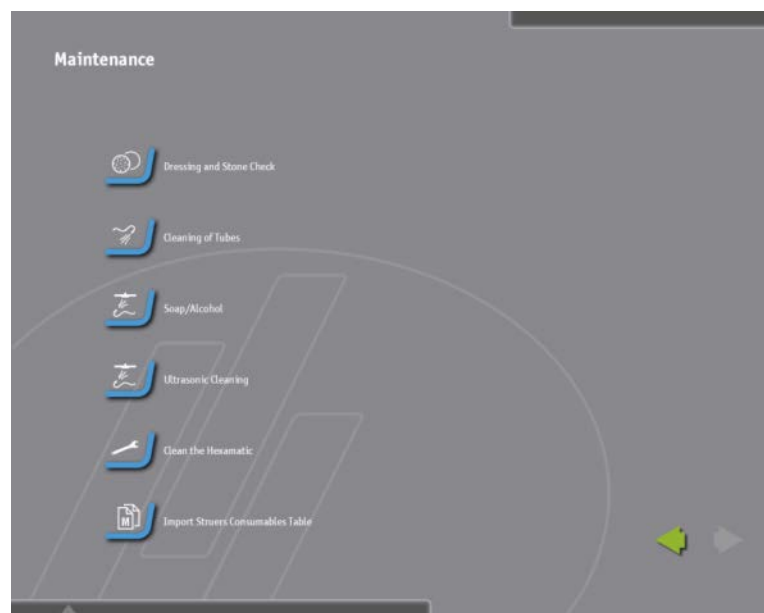 Maintenance
Dressing and Stone Check
Cleaning of Tubes
Soap/Alcohol
Ultrasonic Cleaning
Clean the Hexamatic
M
Import Struers Consumables Table